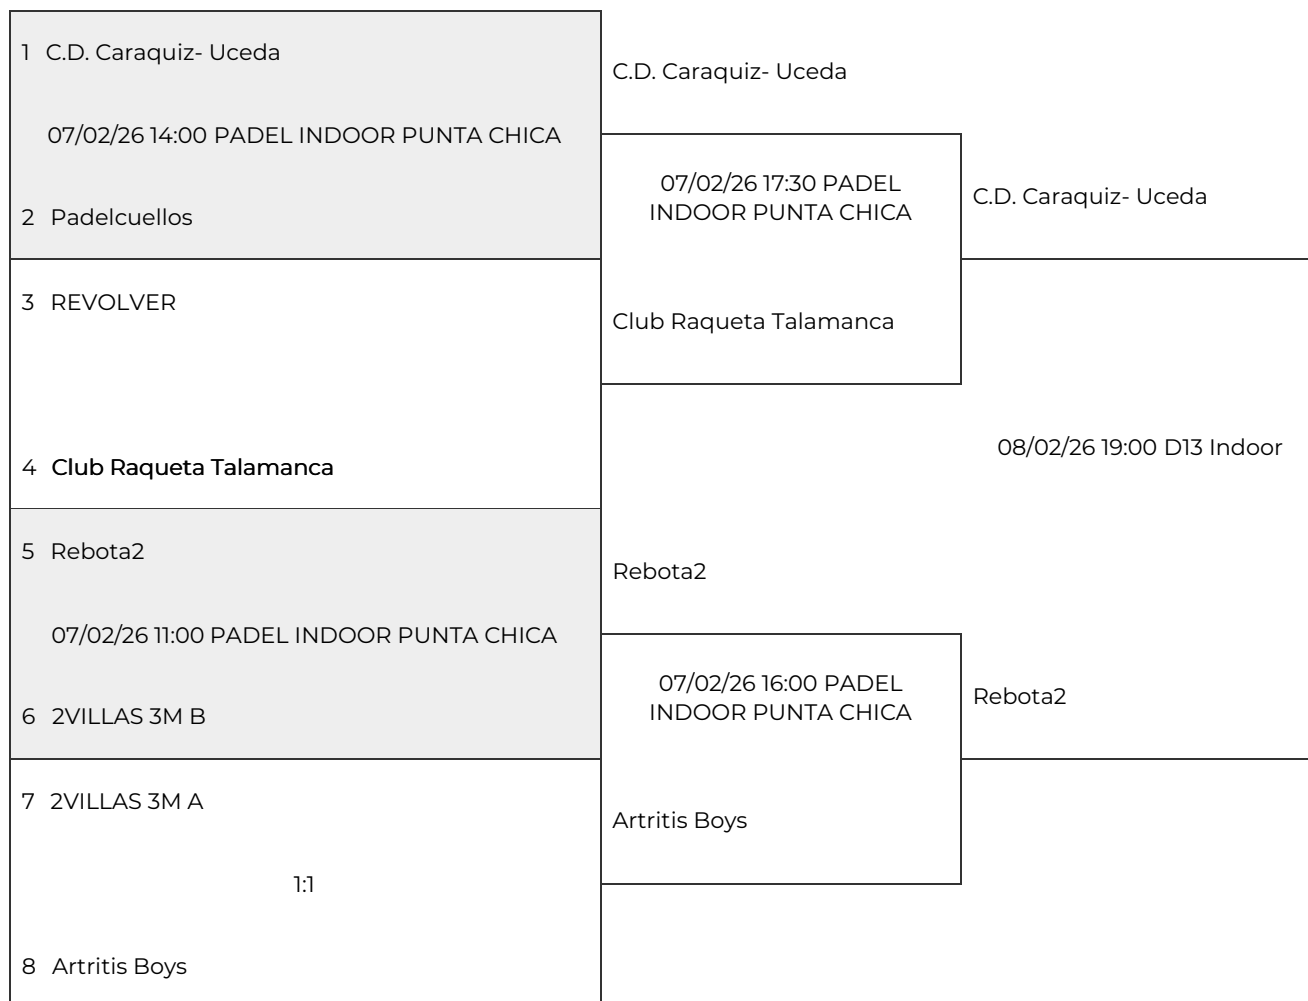 1 C.D. Caraquiz- Uceda
07/02/26 14:00 PADEL INDOOR PUNTA CHICA
2 Padelcuellos
3 REVOLVER
4 Club Raqueta Talamanca
5 Rebota2
07/02/26 11:00 PADEL INDOOR PUNTA CHICA
6 2VILLAS 3M B
7 2VILLAS 3M A
1:1
8 Artritis Boys
C.D. Caraquiz- Uceda
07/02/26 17:30 PADEL
INDOOR PUNTA CHICA
Club Raqueta Talamanca
Rebota2
07/02/26 16:00 PADEL
INDOOR PUNTA CHICA
Artritis Boys
C.D. Caraquiz- Uceda
08/02/26 19:00 D13 Indoor
Rebota2